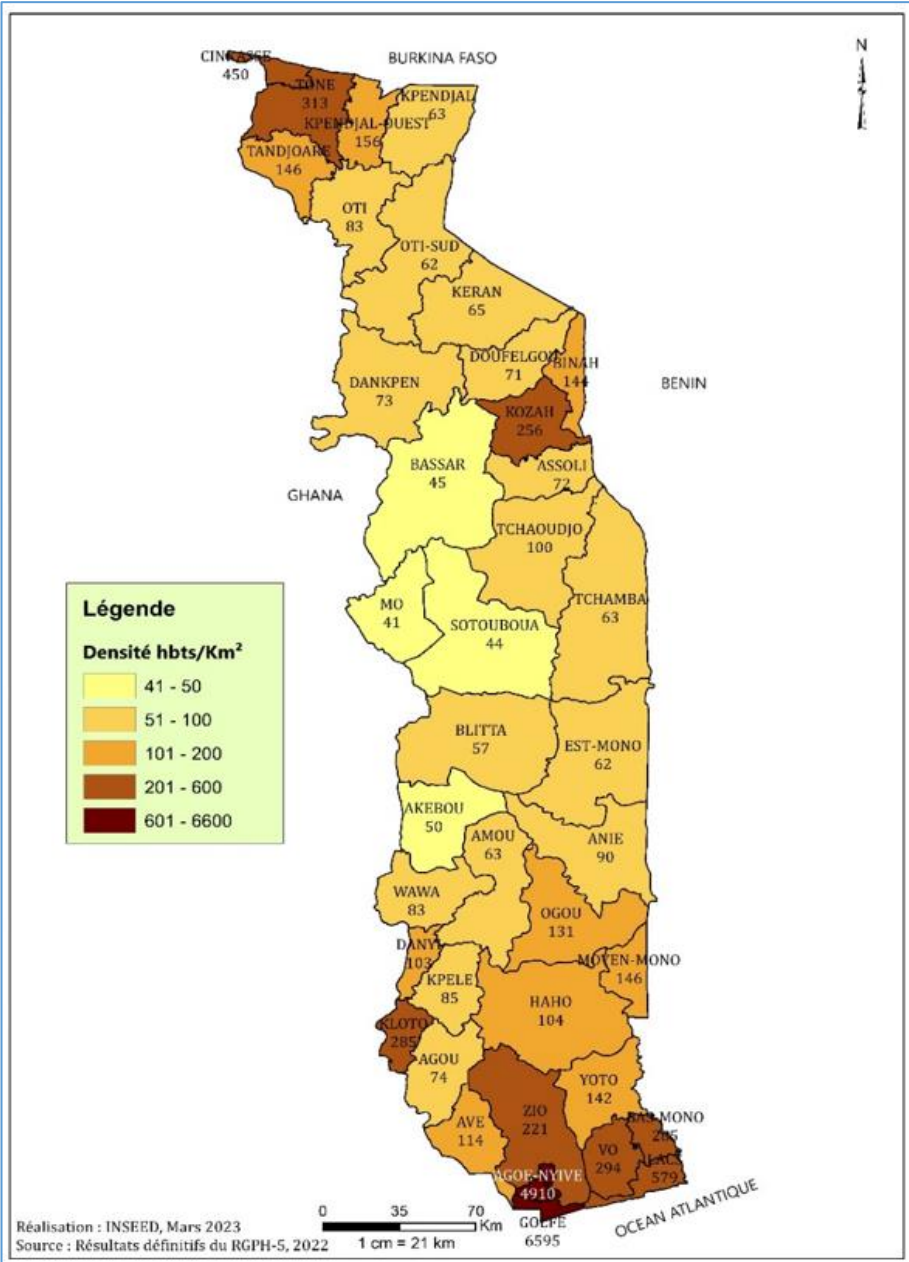 N
BURKINA FASO
CINKASSE
450
TONE
313
KPENDJAL
63
KPENDJAL-OUEST
156
TANDJOARE
146
OTI
83
OTI-SUD
62
KERAN
65
DOUFELGOU
71
BINAH
144
DANKPEN
73
BENIN
KOZAH
256
BASSAR
45
ASSOLI
72
GHANA
TCHAOUDJO
100
TCHAMBA
63
MO
41
SOTOUBOUA
44
Légende
Densité hbts/Km²
41 - 50
51 - 100
101 - 200
201 - 600
601 - 6600
BLITTA
57
EST-MONO
62
AKEBOU
50
AMOU
63
ANIE
90
WAWA
83
OGOU
131
DANYI
103
MOYEN-MONO
146
KPELE
85
HAHO
104
KLOTO
285
AGOU
74
YOTO
142
AVE
114
ZIO
221
BAS-MONO
285
VO
294
LACS
579
AGOE-NYIVE
4910
GOLFE
6595
OCEAN ATLANTIQUE
0 35 70
Km
1 cm = 21 km
Réalisation : INSEED, Mars 2023
Source : Résultats définitifs du RGPH-5, 2022